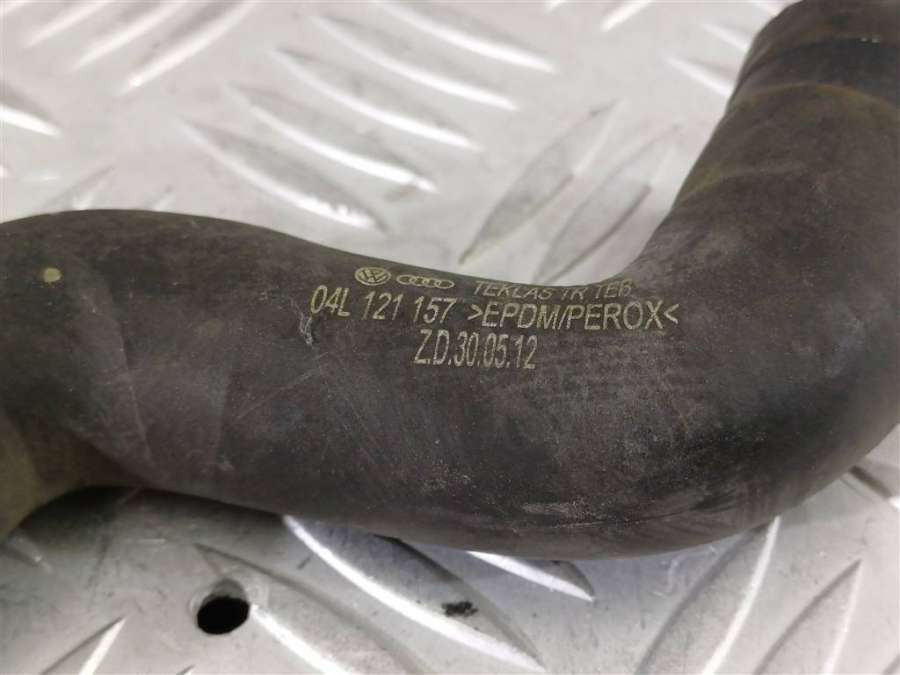 TEKLAS TR TEB
04L 121 157 >EPDM/PEROX<
Z.D.30.05.12